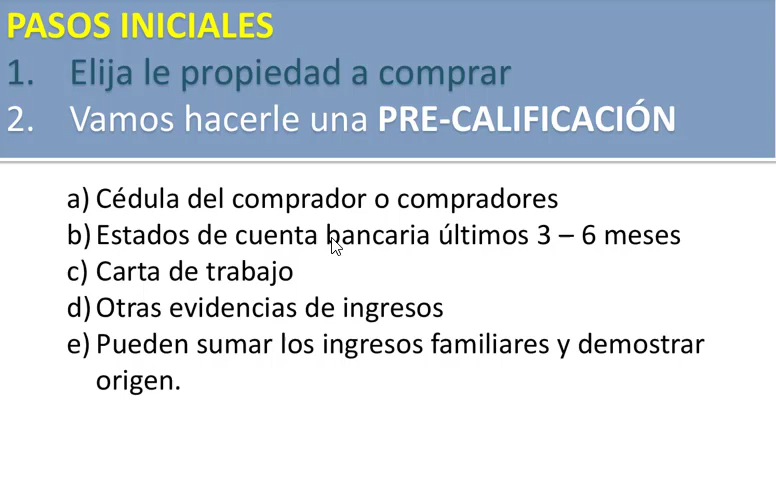 PASOS INICIALES
1. Elija le propiedad a comprar
2. Vamos hacerle una PRE-CALIFICACIÓN
a) Cédula del comprador o compradores
b) Estados de cuenta bancaria últimos 3 – 6 meses
c) Carta de trabajo
d) Otras evidencias de ingresos
e) Pueden sumar los ingresos familiares y demostrar
origen.